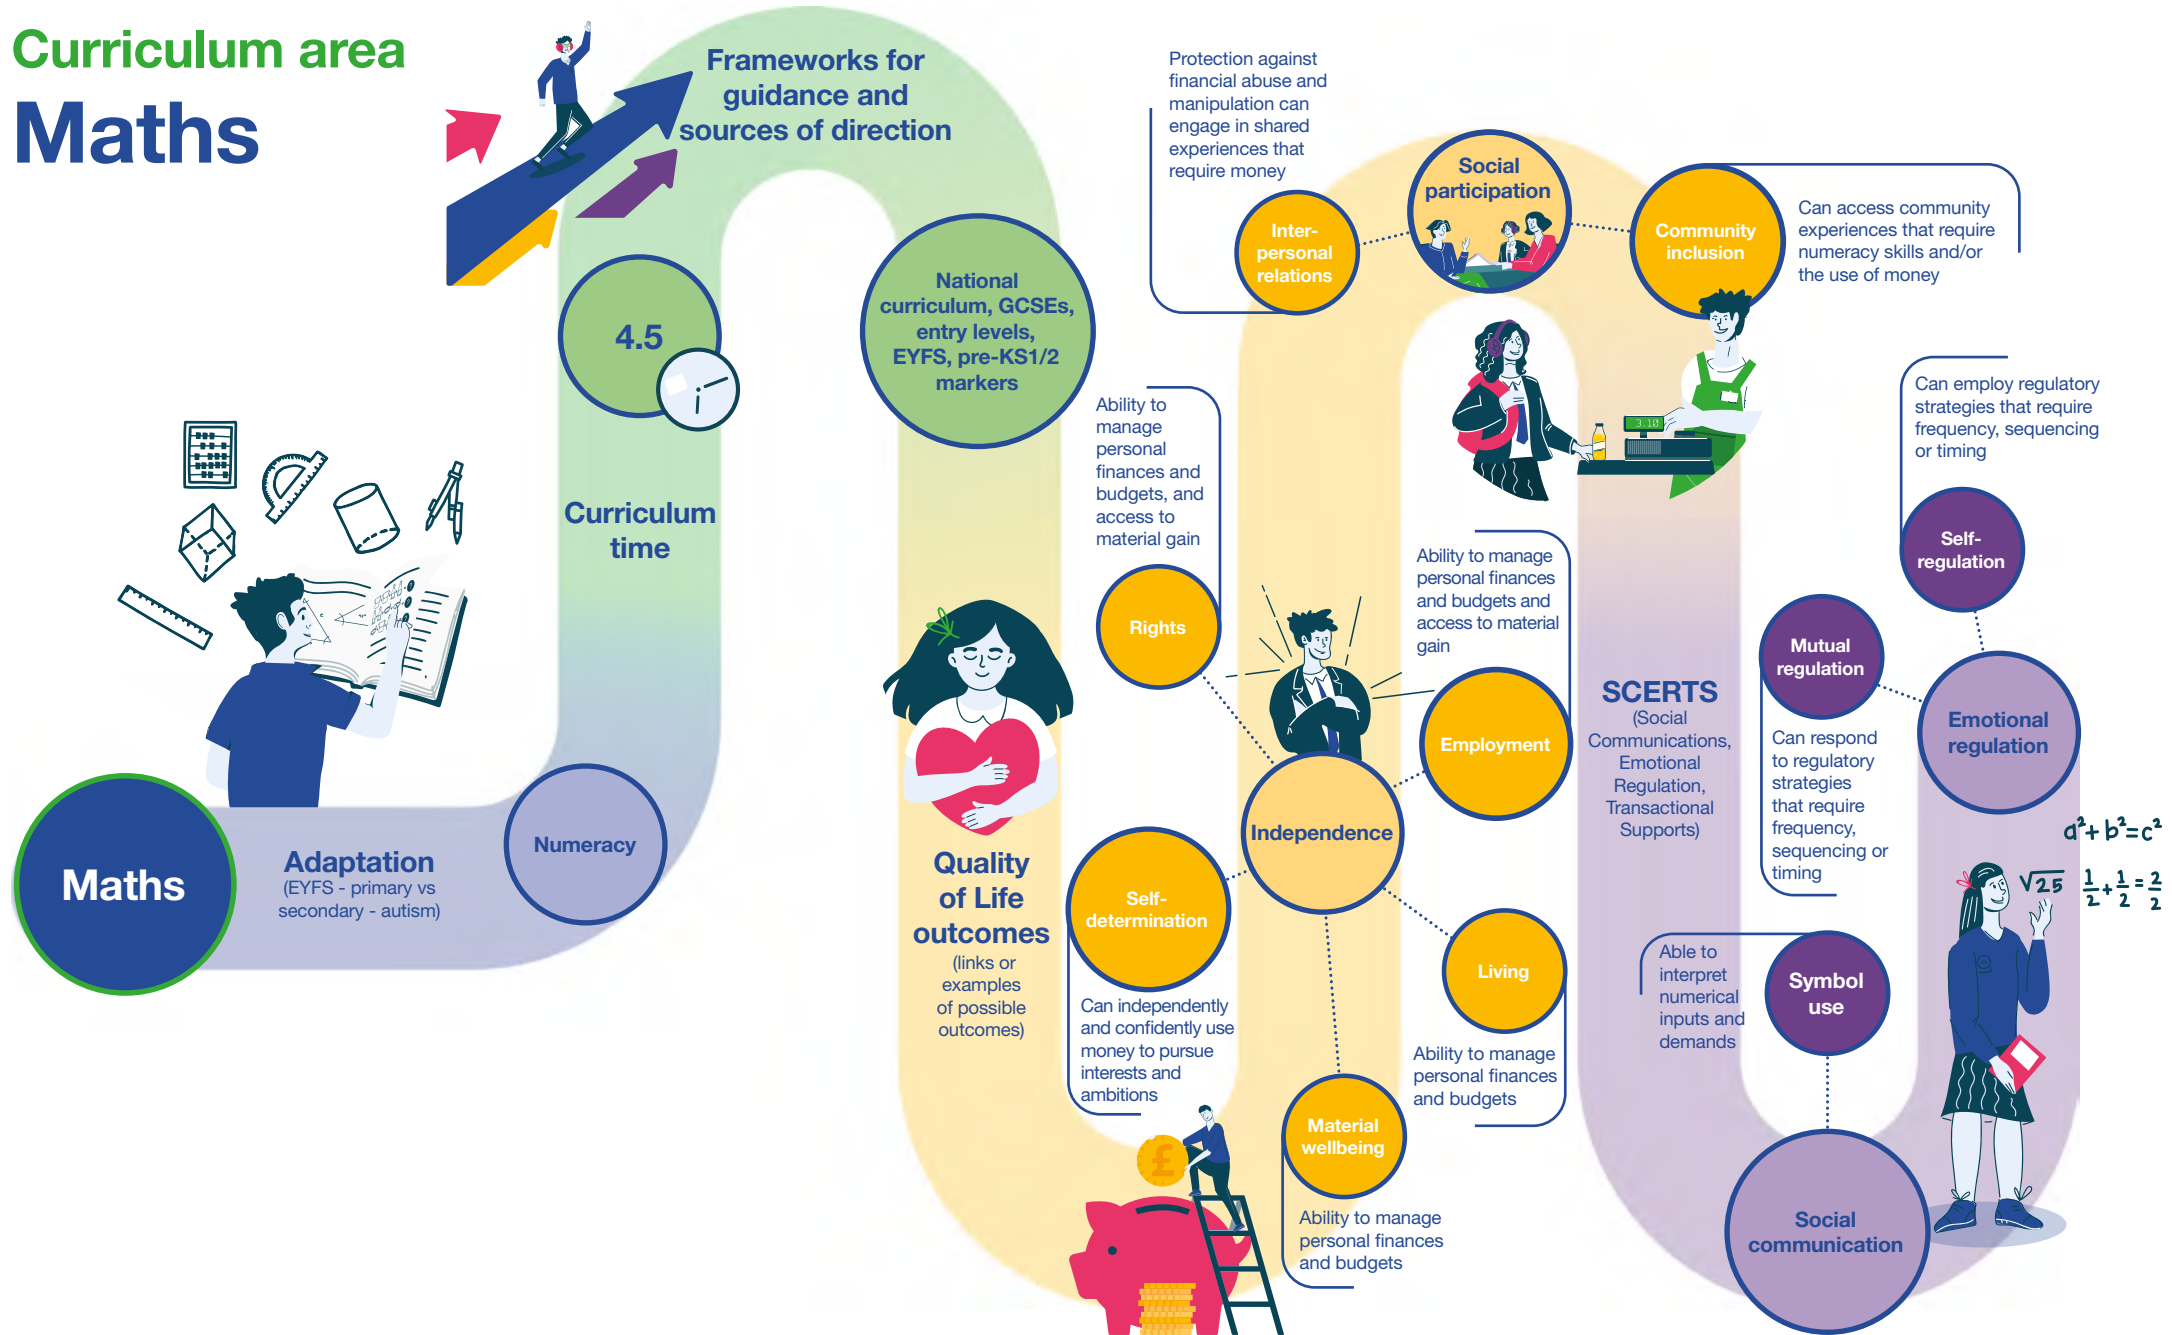 Curriculum area
Maths
Maths
Adaptation
(EYFS - primary vs
secondary - autism)
Numeracy
Curriculum
time
4.5
Frameworks for
guidance and
sources of direction
National
curriculum, GCSEs,
entry levels,
EYFS, pre-KS1/2
markers
Quality
of Life
outcomes
(links or
examples
of possible
outcomes)
Independence
Rights
Ability to
manage
personal
finances and
budgets, and
access to
material gain
Employment
Ability to manage
personal finances
and budgets and
access to material
gain
Self-
determination
Can independently
and confidently use
money to pursue
interests and
ambitions
£
Living
Ability to manage
personal finances
and budgets
Material
wellbeing
Ability to manage
personal finances
and budgets
Social
participation
Inter-
personal
relations
Protection against
financial abuse and
manipulation can
engage in shared
experiences that
require money
Community
inclusion
Can access community
experiences that require
numeracy skills and/or
the use of money
3.10
SCERTS
(Social
Communications,
Emotional
Regulation,
Transactional
Supports)
Social
communication
Symbol
use
Able to
interpret
numerical
inputs and
demands
Emotional
regulation
Mutual
regulation
Can respond
to regulatory
strategies
that require
frequency,
sequencing or
timing
Self-
regulation
Can employ regulatory
strategies that require
frequency, sequencing
or timing
a²+b²=c²
√25
1/2+1/2=2/2